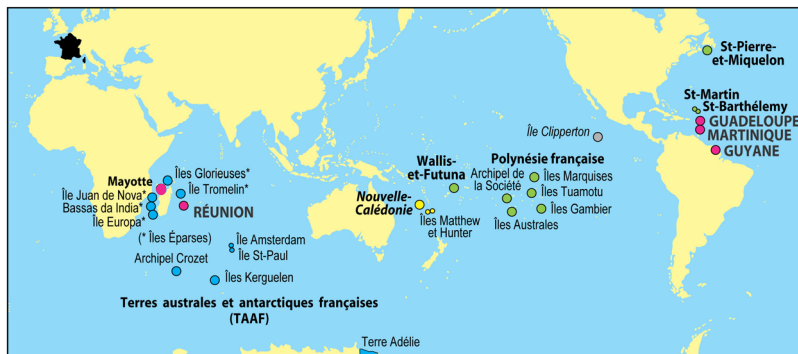 St-Pierre-
et-Miquelon
St-Martin
St-Barthélemy
GUADELOUPE
MARTINIQUE
GUYANE
Île Clipperton
Wallis-
et-Futuna
Polynésie française
Archipel de
la Société
Îles Marquises
Îles Tuamotu
Îles Gambier
Îles Australes
Nouvelle-
Calédonie
Îles Matthew
et Hunter
Mayotte
Îles Glorieuses*
Île Juan de Nova*
Île Tromelin*
Bassas da India*
RÉUNION
Île Europa*
(* Îles Éparses)
Île Amsterdam
Île St-Paul
Archipel Crozet
Îles Kerguelen
Terres australes et antarctiques françaises
(TAAF)
Terre Adélie